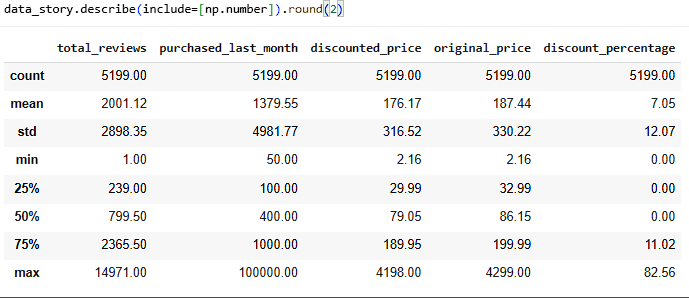 data_story.describe(include=[np.number]).round(2)
total_reviews purchased_last_month discounted_price original_price discount_percentage
count 5199.00 5199.00 5199.00 5199.00 5199.00
mean 2001.12 1379.55 176.17 187.44 7.05
std 2898.35 4981.77 316.52 330.22 12.07
min 1.00 50.00 2.16 2.16 0.00
25% 239.00 100.00 29.99 32.99 0.00
50% 799.50 400.00 79.05 86.15 0.00
75% 2365.50 1000.00 189.95 199.99 11.02
max 14971.00 100000.00 4198.00 4299.00 82.56